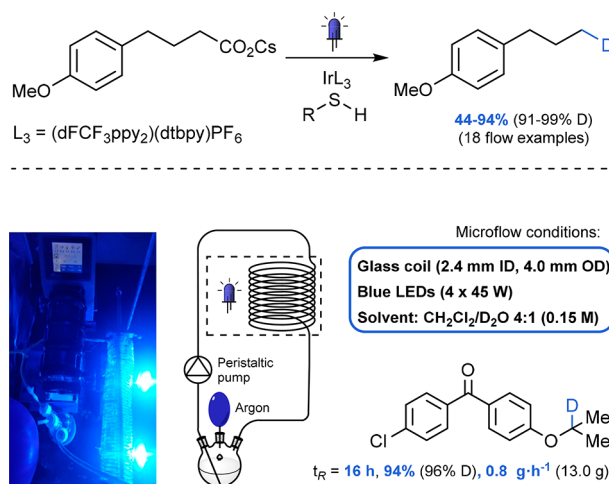 CO₂Cs
MeO
IrL₃
R S H
L₃ = (dFCF₃ppy₂)(dtbpy)PF₆
D
MeO
44-94% (91-99% D)
(18 flow examples)
Microflow conditions:
Glass coil (2.4 mm ID, 4.0 mm OD)
Blue LEDs (4 x 45 W)
Solvent: CH₂Cl₂/D₂O 4:1 (0.15 M)
Peristaltic
pump
Argon
O
Cl
O
D
Me
Me
t_R = 16 h, 94% (96% D), 0.8 g·h⁻¹ (13.0 g)